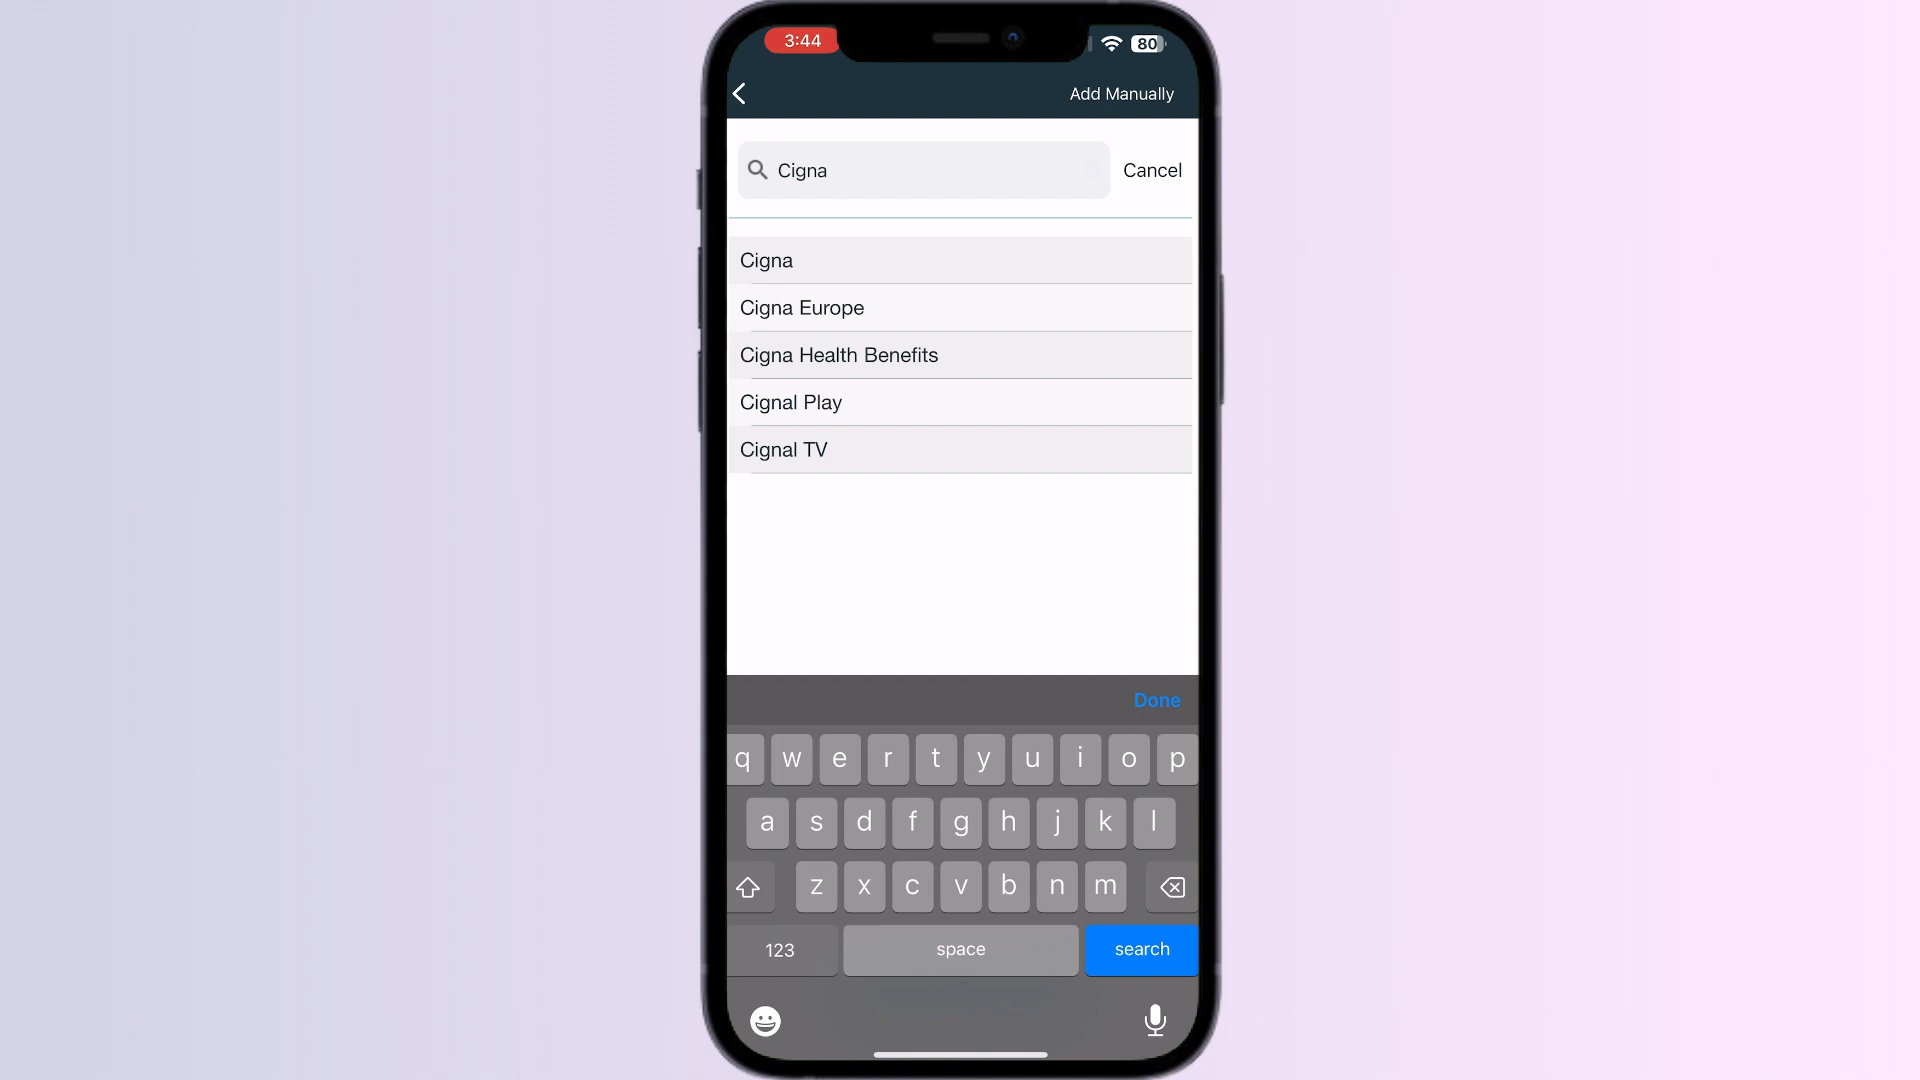 3:44
80
Add Manually
Cigna
Cancel
Cigna
Cigna Europe
Cigna Health Benefits
Cignal Play
Cignal TV
Done
q w e r t y u i o p
a s d f g h j k l
z x c v b n m
123 space search